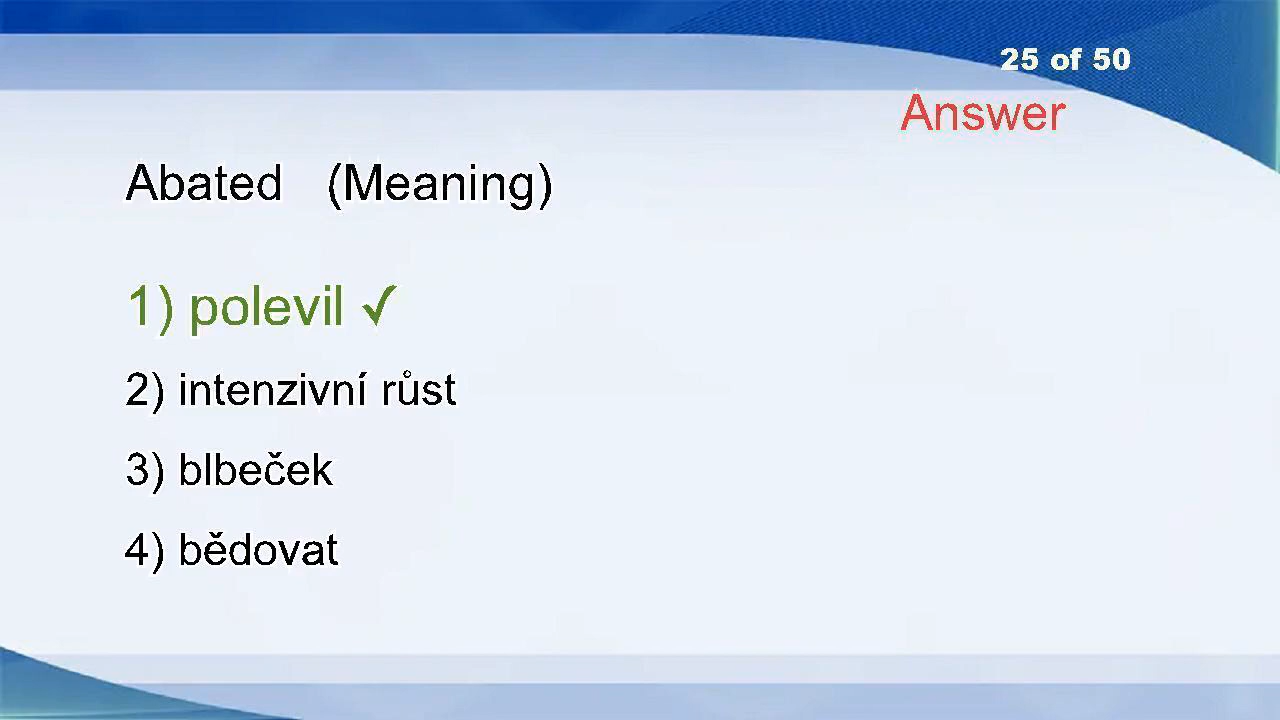 25 of 50
Answer
Abated (Meaning)
1) polevil ✓
2) intenzivní růst
3) blbeček
4) bědovat